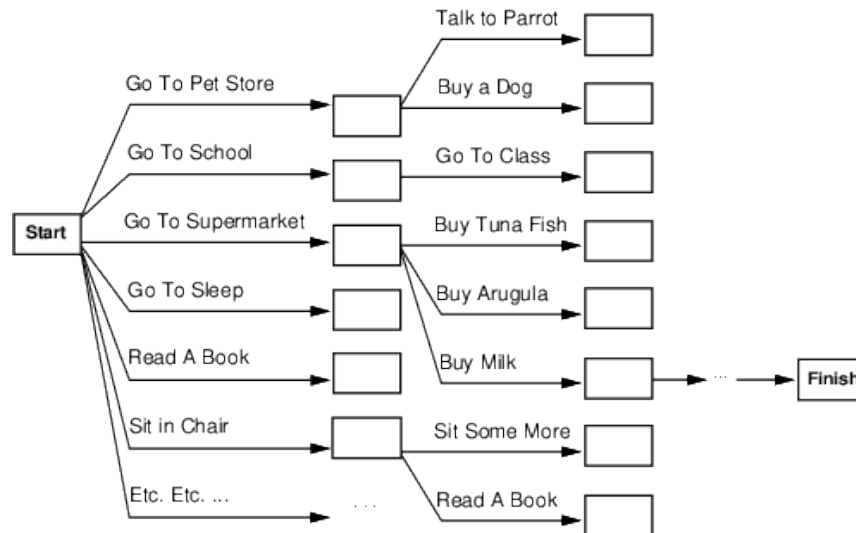 Talk to Parrot
Go To Pet Store
Buy a Dog
Go To School
Go To Class
Start
Go To Supermarket
Buy Tuna Fish
Go To Sleep
Buy Arugula
Read A Book
Buy Milk
...
Finish
Sit in Chair
Sit Some More
Etc. Etc. ...
...
Read A Book